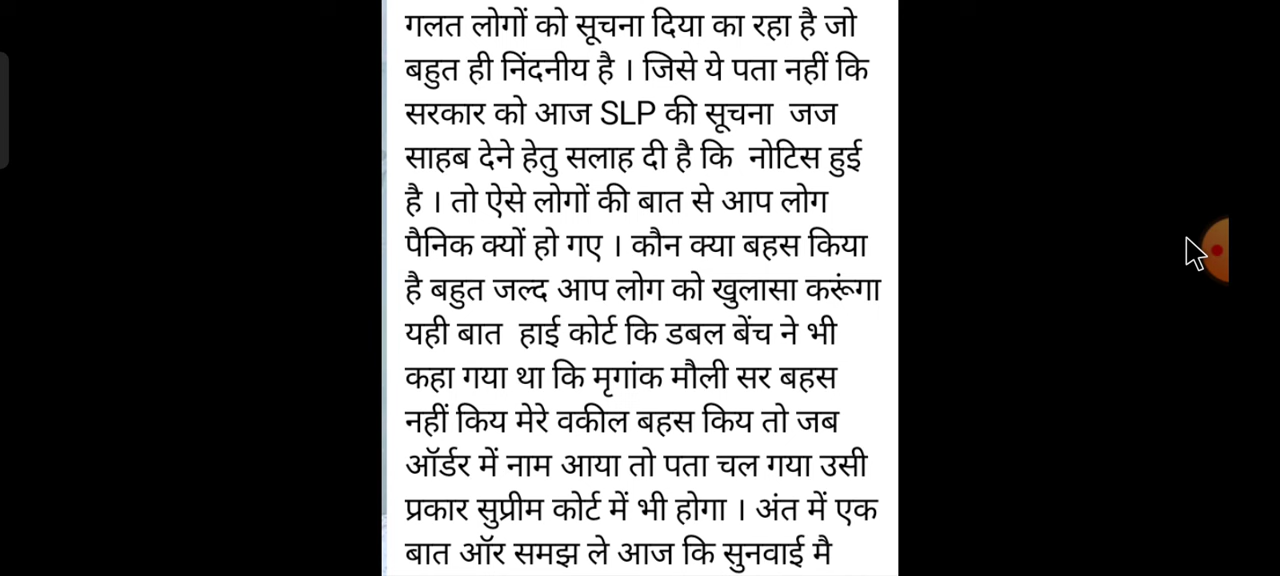 गलत लोगों को सूचना दिया का रहा है जो
बहुत ही निंदनीय है । जिसे ये पता नहीं कि
सरकार को आज SLP की सूचना  जज
साहब देने हेतु सलाह दी है कि  नोटिस हुई
है । तो ऐसे लोगों की बात से आप लोग
पैनिक क्यों हो गए । कौन क्या बहस किया
है बहुत जल्द आप लोग को खुलासा करूंगा
यही बात  हाई कोर्ट कि डबल बेंच ने भी
कहा गया था कि मृगांक मौली सर बहस
नहीं किय मेरे वकील बहस किय तो जब
ऑर्डर में नाम आया तो पता चल गया उसी
प्रकार सुप्रीम कोर्ट में भी होगा । अंत में एक
बात ऑर समझ ले आज कि सुनवाई मै